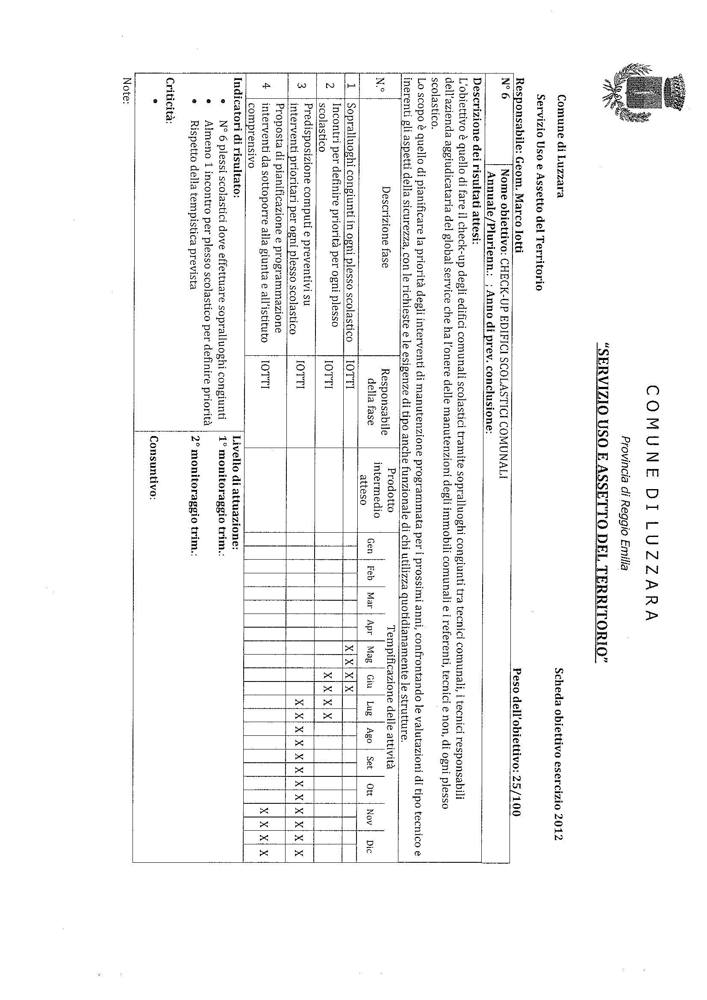 COMUNE DI LUZZARA
Provincia di Reggio Emilia
“SERVIZIO USO E ASSETTO DEL TERRITORIO”
Comune di Luzzara
Scheda obiettivo esercizio 2012
Servizio Uso e Assetto del Territorio
Responsabile: Geom. Marco Iotti
Peso dell'obiettivo: 25/100
N° 6
Nome obiettivo: CHECK-UP EDIFICI SCOLASTICI COMUNALI
Annuale/Plurienn.: ; Anno di prev. conclusione:
Descrizione dei risultati attesi:
L'obiettivo è quello di fare il check-up degli edifici comunali scolastici tramite sopralluoghi congiunti tra tecnici comunali, i tecnici responsabili
dell'azienda aggiudicataria del global service che ha l'onere delle manutenzioni degli immobili comunali e i referenti, tecnici e non, di ogni plesso
scolastico.
Lo scopo è quello di pianificare la priorità degli interventi di manutenzione programmata per i prossimi anni, confrontando le valutazioni di tipo tecnico e
inerenti gli aspetti della sicurezza, con le richieste e le esigenze di tipo anche funzionale di chi utilizza quotidianamente le strutture.
N.° Descrizione fase Responsabile della fase Prodotto intermedio atteso Tempificazione delle attività
Gen Feb Mar Apr Mag Giu Lug Ago Set Ott Nov Dic
1 Sopralluoghi congiunti in ogni plesso scolastico IOTTI X X X X
2 Incontri per definire priorità per ogni plesso
scolastico IOTTI X X X X
3 Predisposizione computi e preventivi su
interventi prioritari per ogni plesso scolastico IOTTI X X X X X X X X X X X X
4 Proposta di pianificazione e programmazione
interventi da sottoporre alla giunta e all'istituto
comprensivo IOTTI X X X X
Indicatori di risultato:
• N° 6 plessi scolastici dove effettuare sopralluoghi congiunti
• Almeno 1 incontro per plesso scolastico per definire priorità
• Rispetto della tempistica prevista
Criticità:
•
Livello di attuazione:
1° monitoraggio trim.:
2° monitoraggio trim.:
Consuntivo:
Note: